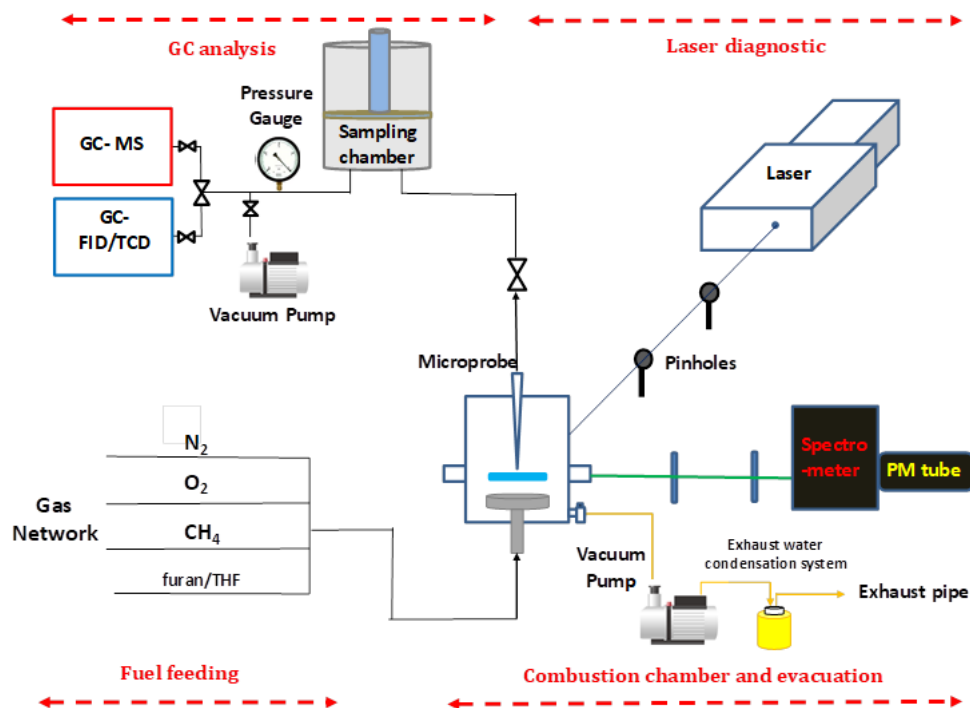 GC analysis
Laser diagnostic
Pressure
Gauge
Sampling
chamber
GC- MS
GC-
FID/TCD
Vacuum Pump
Laser
Microprobe
Pinholes
N₂
O₂
CH₄
furan/THF
Gas
Network
Spectro
-meter
PM tube
Vacuum
Pump
Exhaust water
condensation system
Exhaust pipe
Fuel feeding
Combustion chamber and evacuation